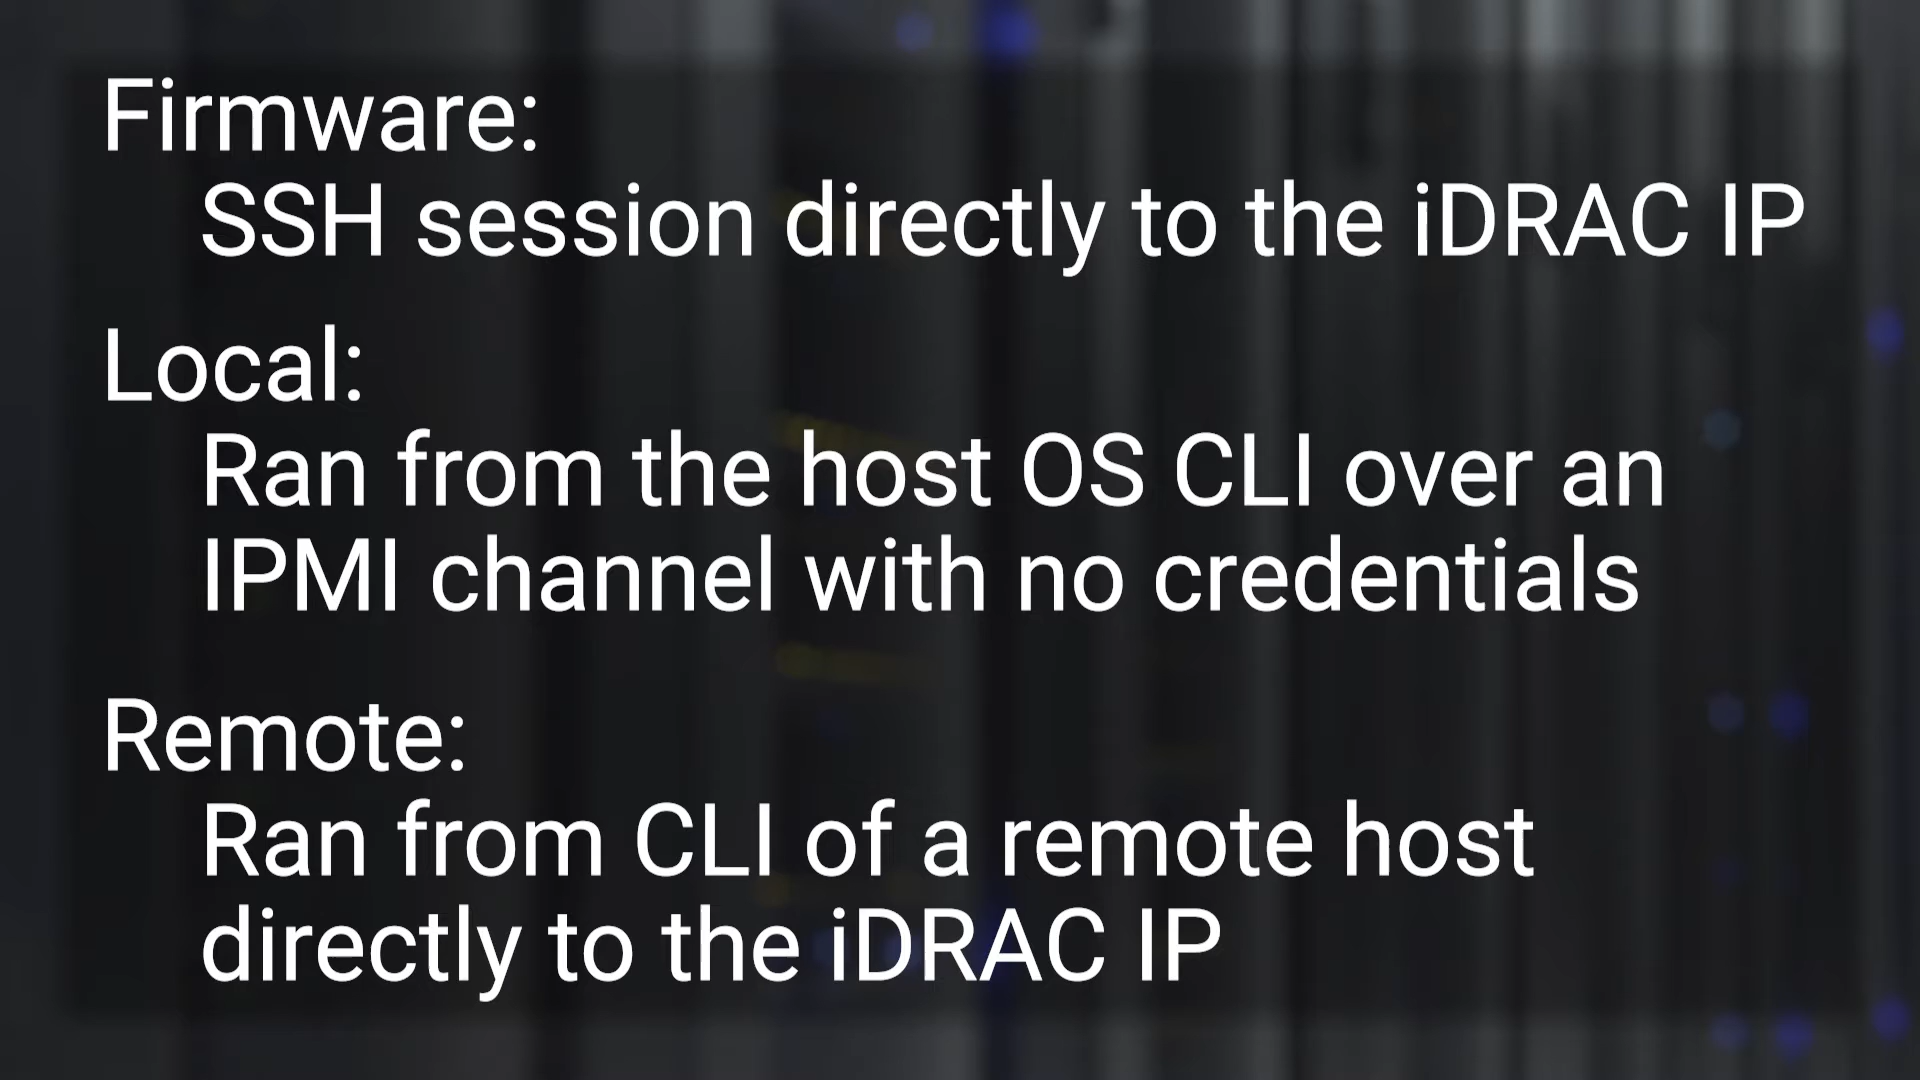 Firmware:
SSH session directly to the iDRAC IP
Local:
Ran from the host OS CLI over an
IPMI channel with no credentials
Remote:
Ran from CLI of a remote host
directly to the iDRAC IP